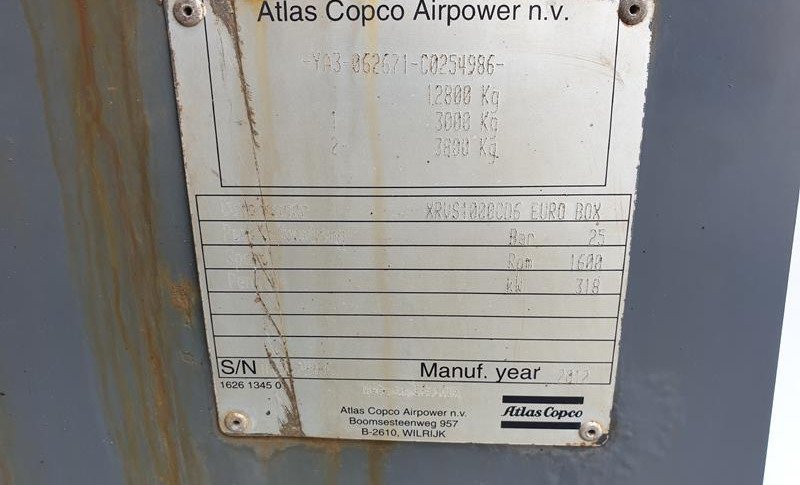 Atlas Copco Airpower n.v.
-YA3-062671-C0254986-
12800 Kg
1 3000 Kg
2 3800 Kg
XRVS1000CD6 EURO BOX
Bar 25
Rpm 1600
kW 318
S/N Manuf. year 2012
1626 1345 0
Atlas Copco Airpower n.v.
Boomsesteenweg 957
B-2610, WILRIJK
Atlas Copco